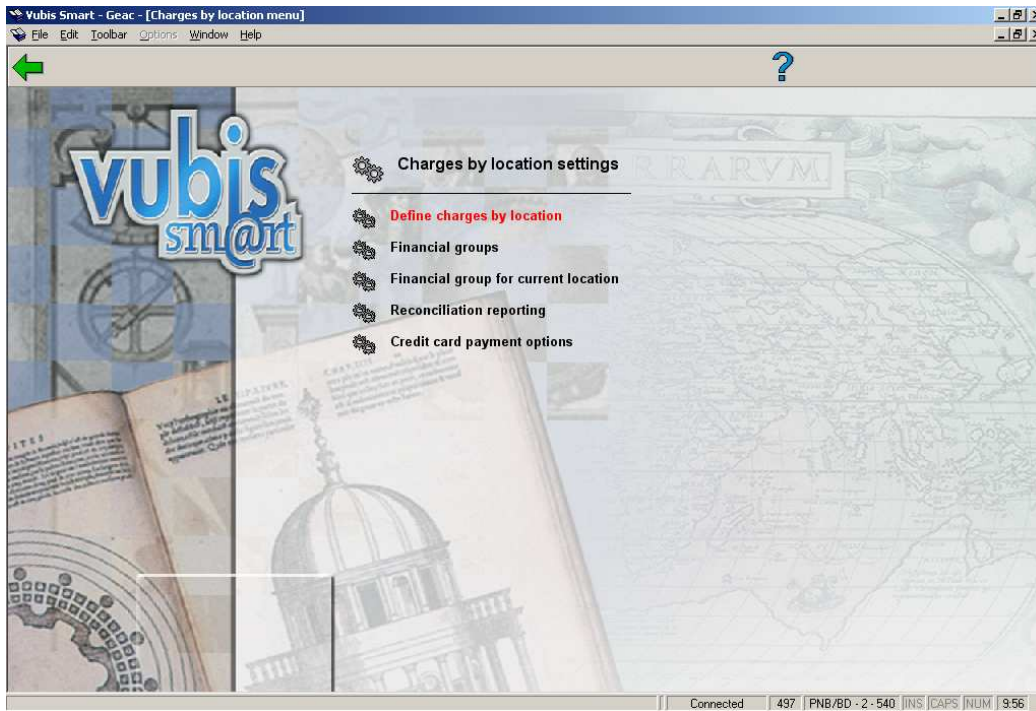 Vubis Smart - Geac - [Charges by location menu]
File Edit Toolbar Options Window Help
?
vubis
sm@rt
RARVM
Charges by location settings
Define charges by location
Financial groups
Financial group for current location
Reconciliation reporting
Credit card payment options
Connected 497 PNB/BD - 2 - 540 INS CAPS NUM 9:56